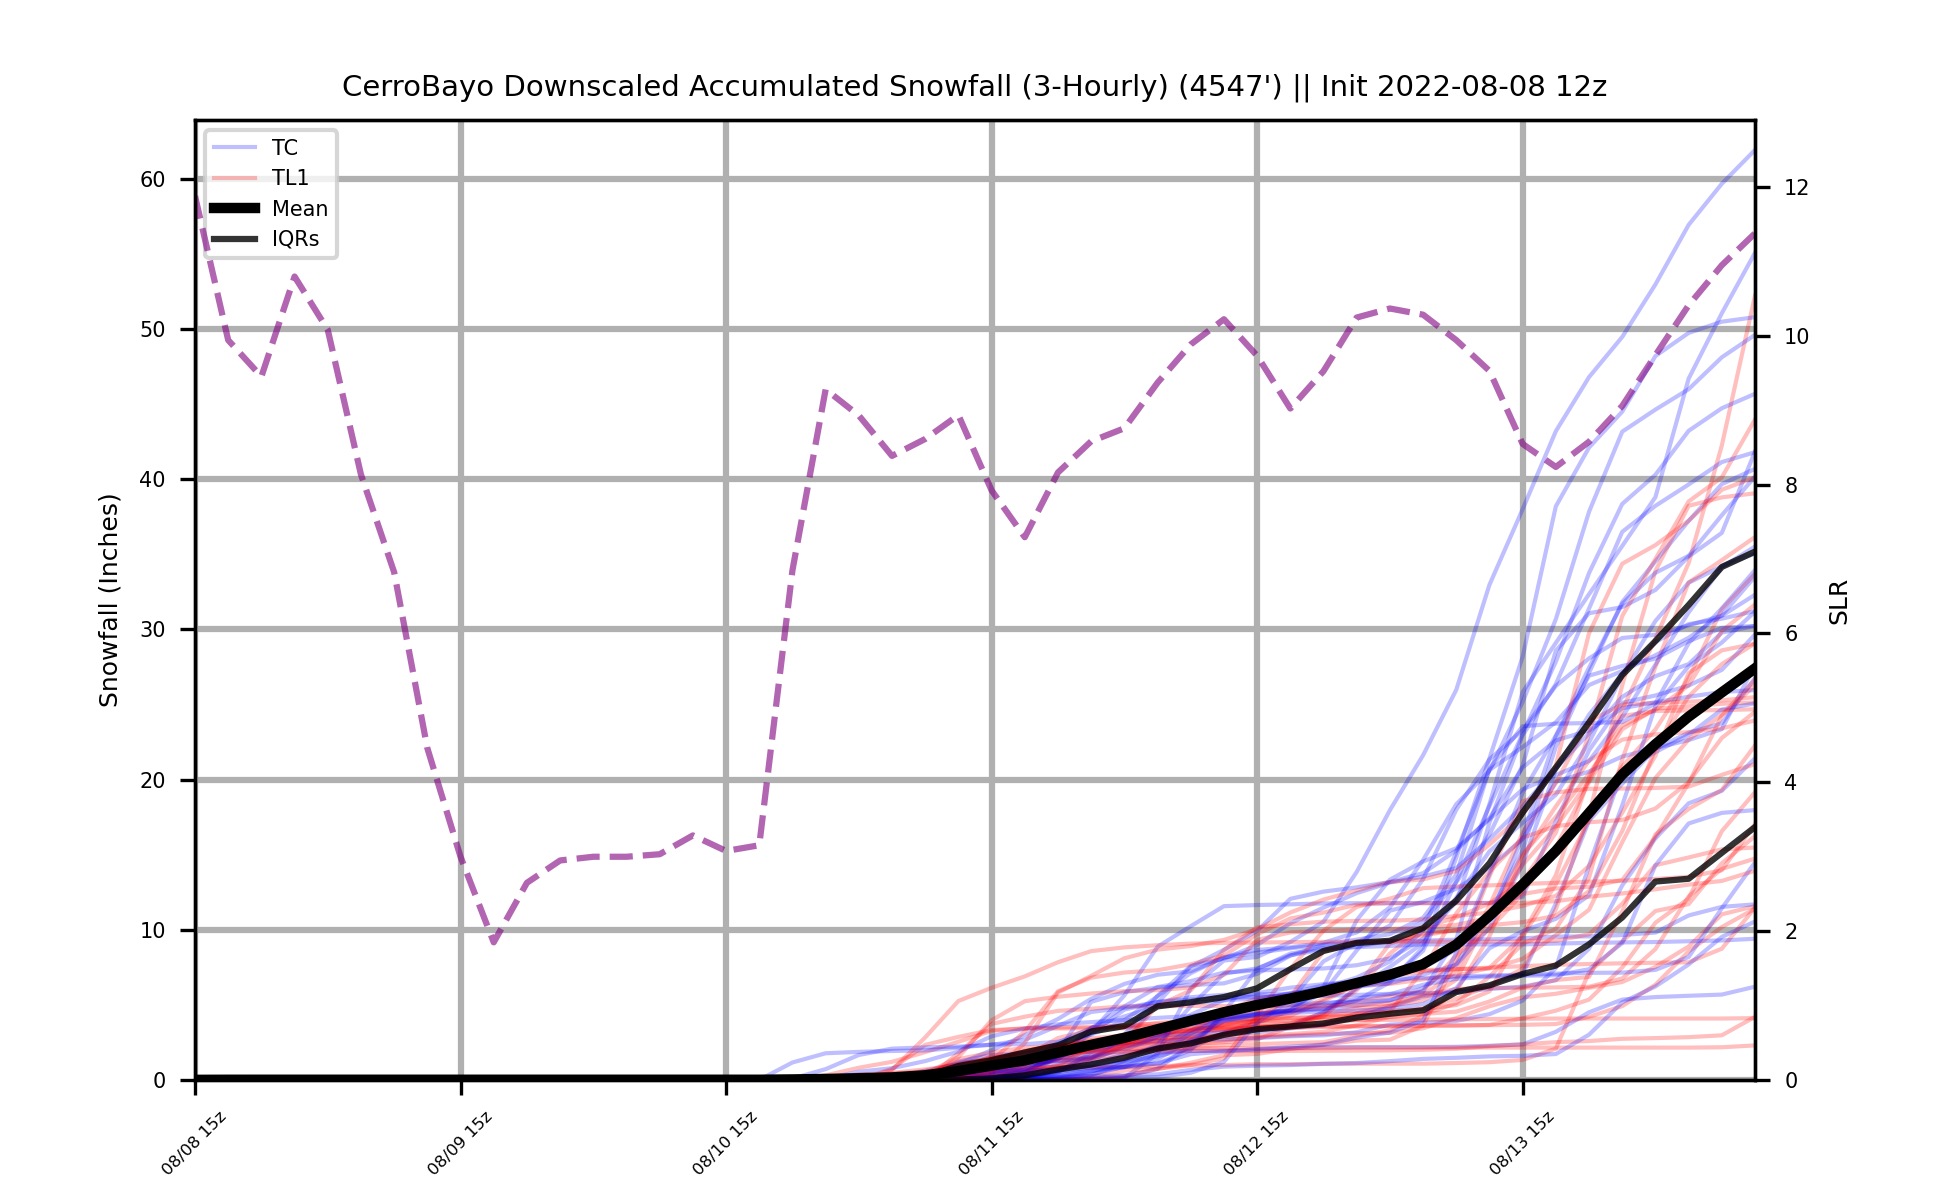 CerroBayo Downscaled Accumulated Snowfall (3-Hourly) (4547') || Init 2022-08-08 12z
TC
TL1
Mean
IQRs
Snowfall (Inches)
60
50
40
30
20
10
0
12
10
8
6
4
2
0
SLR
08/08 15z
08/09 15z
08/10 15z
08/11 15z
08/12 15z
08/13 15z